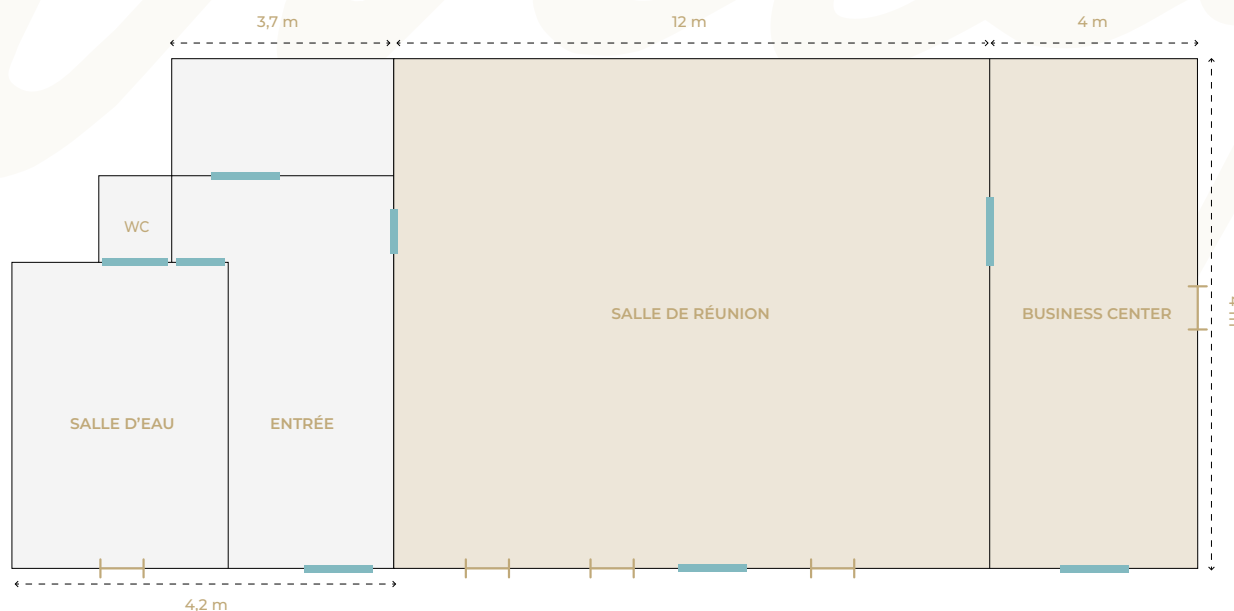 3,7 m
12 m
4 m
WC
SALLE DE RÉUNION
BUSINESS CENTER
SALLE D'EAU
ENTRÉE
4,2 m